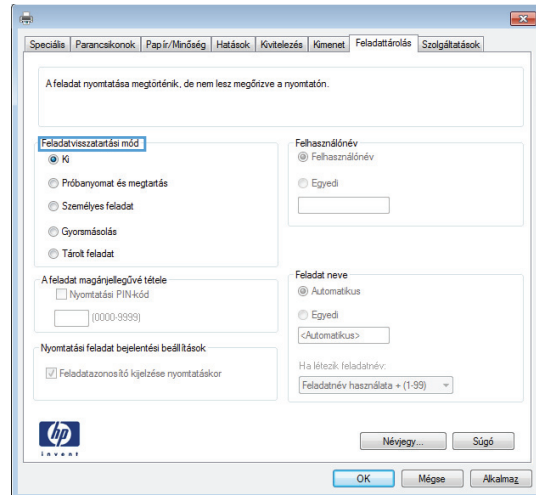 Speciális Parancsikonok Papír/Minőség Hatások Kivitelezés Kimenet Feladattárolás Szolgáltatások
A feladat nyomtatása megtörténik, de nem lesz megőrizve a nyomtatón.
Feladatvisszatartási mód
Ki
Próbanyomat és megtartás
Személyes feladat
Gyorsmásolás
Tárolt feladat
Felhasználónév
Felhasználónév
Egyedi
A feladat magánjellegűvé tétele
Nyomtatási PIN-kód
(0000-9999)
Feladat neve
Automatikus
Egyedi
<Automatikus>
Ha létezik feladatnév:
Feladatnév használata + (1-99)
Nyomtatási feladat bejelentési beállítások
Feladatazonosító kijelzése nyomtatáskor
hp
invent
Névjegy... Súgó
OK Mégse Alkalmaz